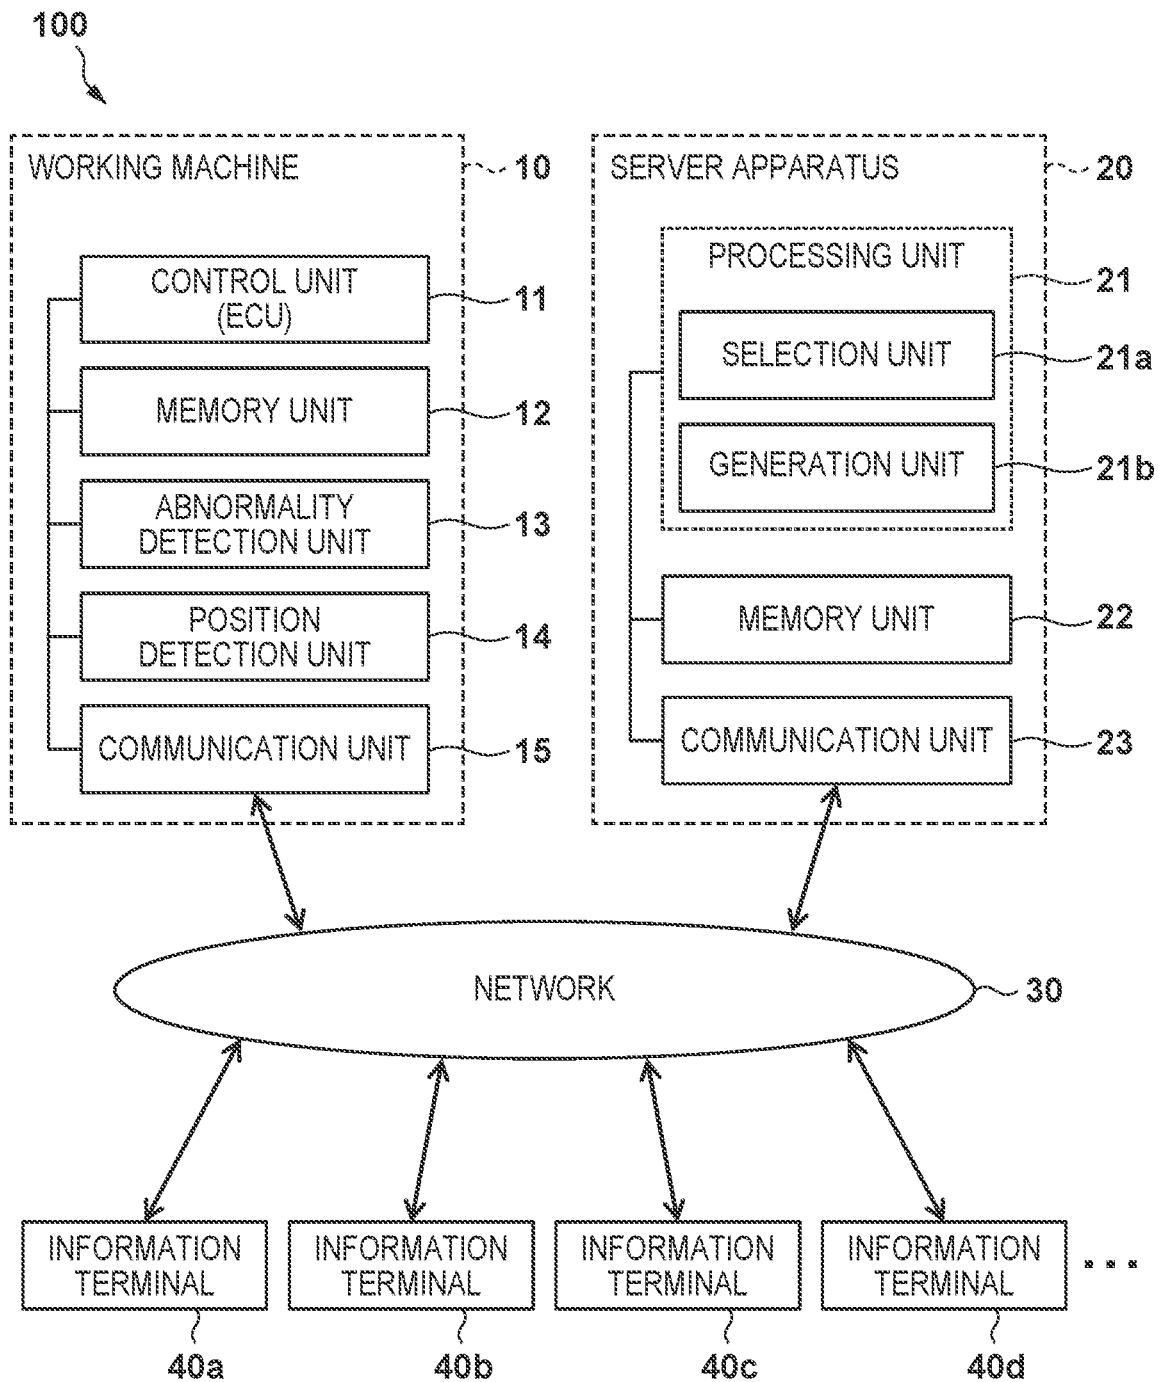 100
WORKING MACHINE
10
CONTROL UNIT
(ECU)
11
MEMORY UNIT
12
ABNORMALITY
DETECTION UNIT
13
POSITION
DETECTION UNIT
14
COMMUNICATION UNIT
15
SERVER APPARATUS
20
PROCESSING UNIT
21
SELECTION UNIT
21a
GENERATION UNIT
21b
MEMORY UNIT
22
COMMUNICATION UNIT
23
NETWORK
30
INFORMATION
TERMINAL
40a
INFORMATION
TERMINAL
40b
INFORMATION
TERMINAL
40c
INFORMATION
TERMINAL
40d
...